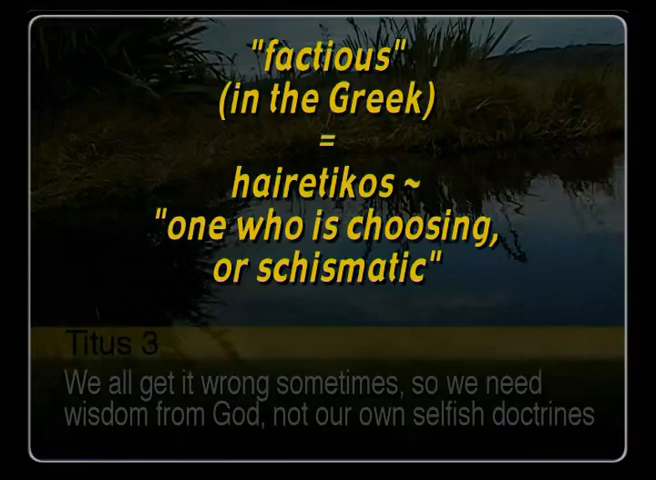 "factious"
(in the Greek)
=
hairetikos ~
"one who is choosing,
or schismatic"
Titus 3
We all get it wrong sometimes, so we need
wisdom from God, not our own selfish doctrines